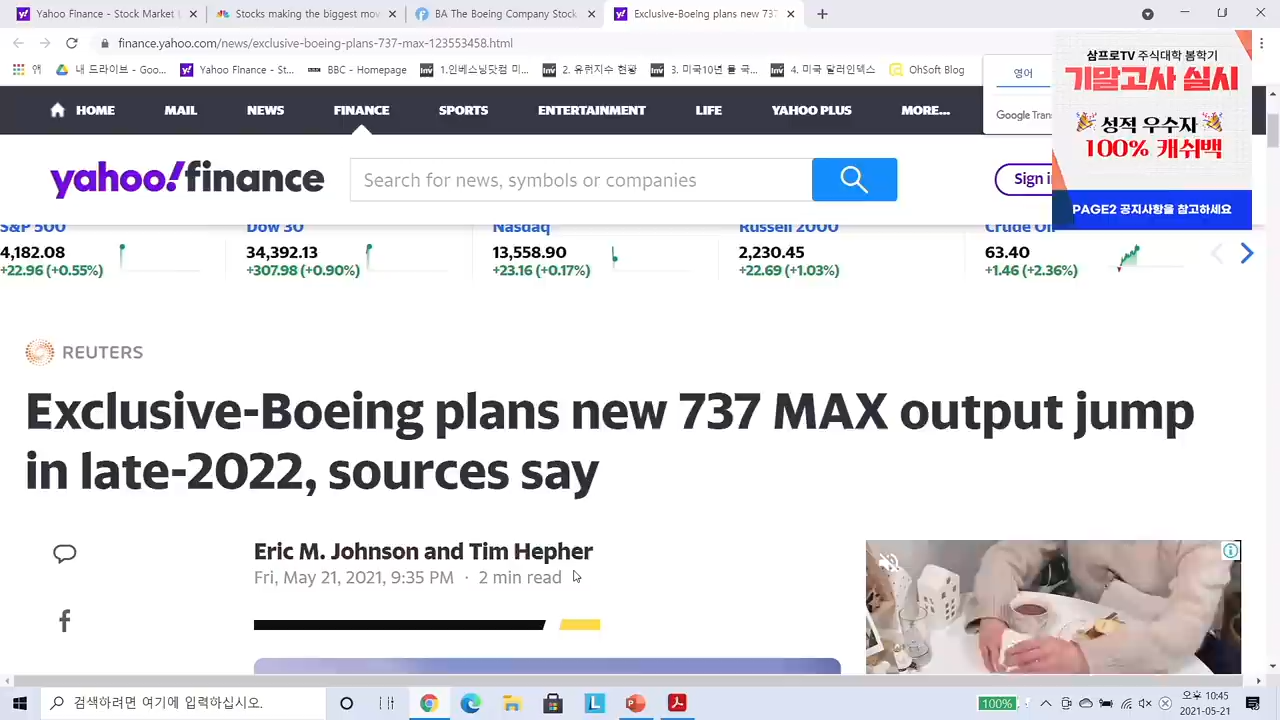 Yahoo Finance - Stock Market
Stocks making the biggest mov
BA The Boeing Company Stock
Exclusive-Boeing plans new 737
finance.yahoo.com/news/exclusive-boeing-plans-737-max-123553458.html
앱
내 드라이브 - Goo...
Yahoo Finance - St...
BBC - Homepage
1.인베스팅닷컴 미...
2. 유럽지수 현황
3. 미국10년 물 국...
4. 미국 달러인덱스
OhSoft Blog
영어
Google Tran
삼프로TV 주식대학 봄학기
기말고사 실시
성적 우수자
100% 캐쉬백
PAGE2 공지사항을 참고하세요
HOME
MAIL
NEWS
FINANCE
SPORTS
ENTERTAINMENT
LIFE
YAHOO PLUS
MORE...
yahoo!finance
Search for news, symbols or companies
Sign in
S&P 500
Dow 30
Nasdaq
Russell 2000
Crude Oil
4,182.08
34,392.13
13,558.90
2,230.45
63.40
+22.96 (+0.55%)
+307.98 (+0.90%)
+23.16 (+0.17%)
+22.69 (+1.03%)
+1.46 (+2.36%)
REUTERS
Exclusive-Boeing plans new 737 MAX output jump
in late-2022, sources say
Eric M. Johnson and Tim Hepher
Fri, May 21, 2021, 9:35 PM · 2 min read
검색하려면 여기에 입력하십시오.
100%
오후 10:45
2021-05-21